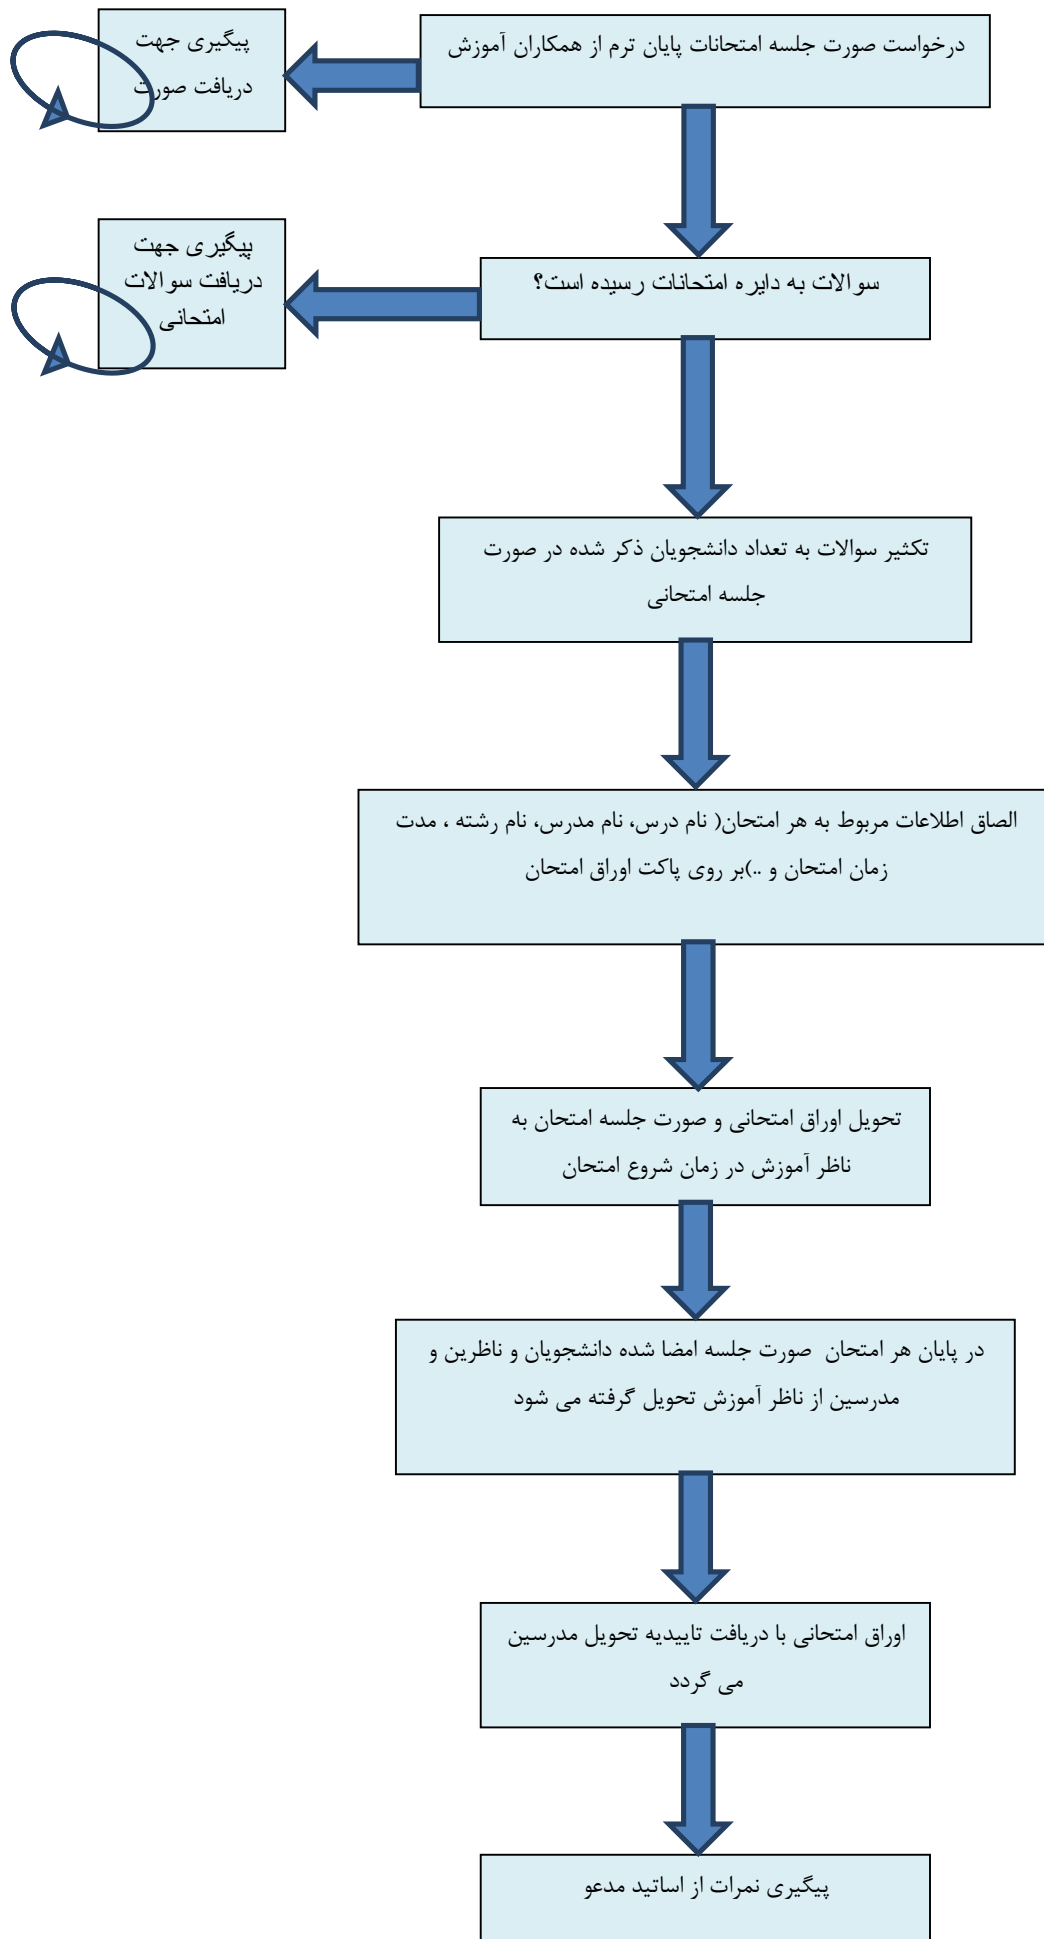 درخواست صورت جلسه امتحانات پایان ترم از همکاران آموزش
پیگیری جهت
دریافت صورت
سوالات به دایره امتحانات رسیده است؟
پیگیری جهت
دریافت سوالات
امتحانی
تکثیر سوالات به تعداد دانشجویان ذکر شده در صورت
جلسه امتحانی
الصاق اطلاعات مربوط به هر امتحان( نام درس، نام مدرس، نام رشته ، مدت
زمان امتحان و ..)بر روی پاکت اوراق امتحان
تحویل اوراق امتحانی و صورت جلسه امتحان به
ناظر آموزش در زمان شروع امتحان
در پایان هر امتحان صورت جلسه امضا شده دانشجویان و ناظرین و
مدرسین از ناظر آموزش تحویل گرفته می شود
اوراق امتحانی با دریافت تاییدیه تحویل مدرسین
می گردد
پیگیری نمرات از اساتید مدعو